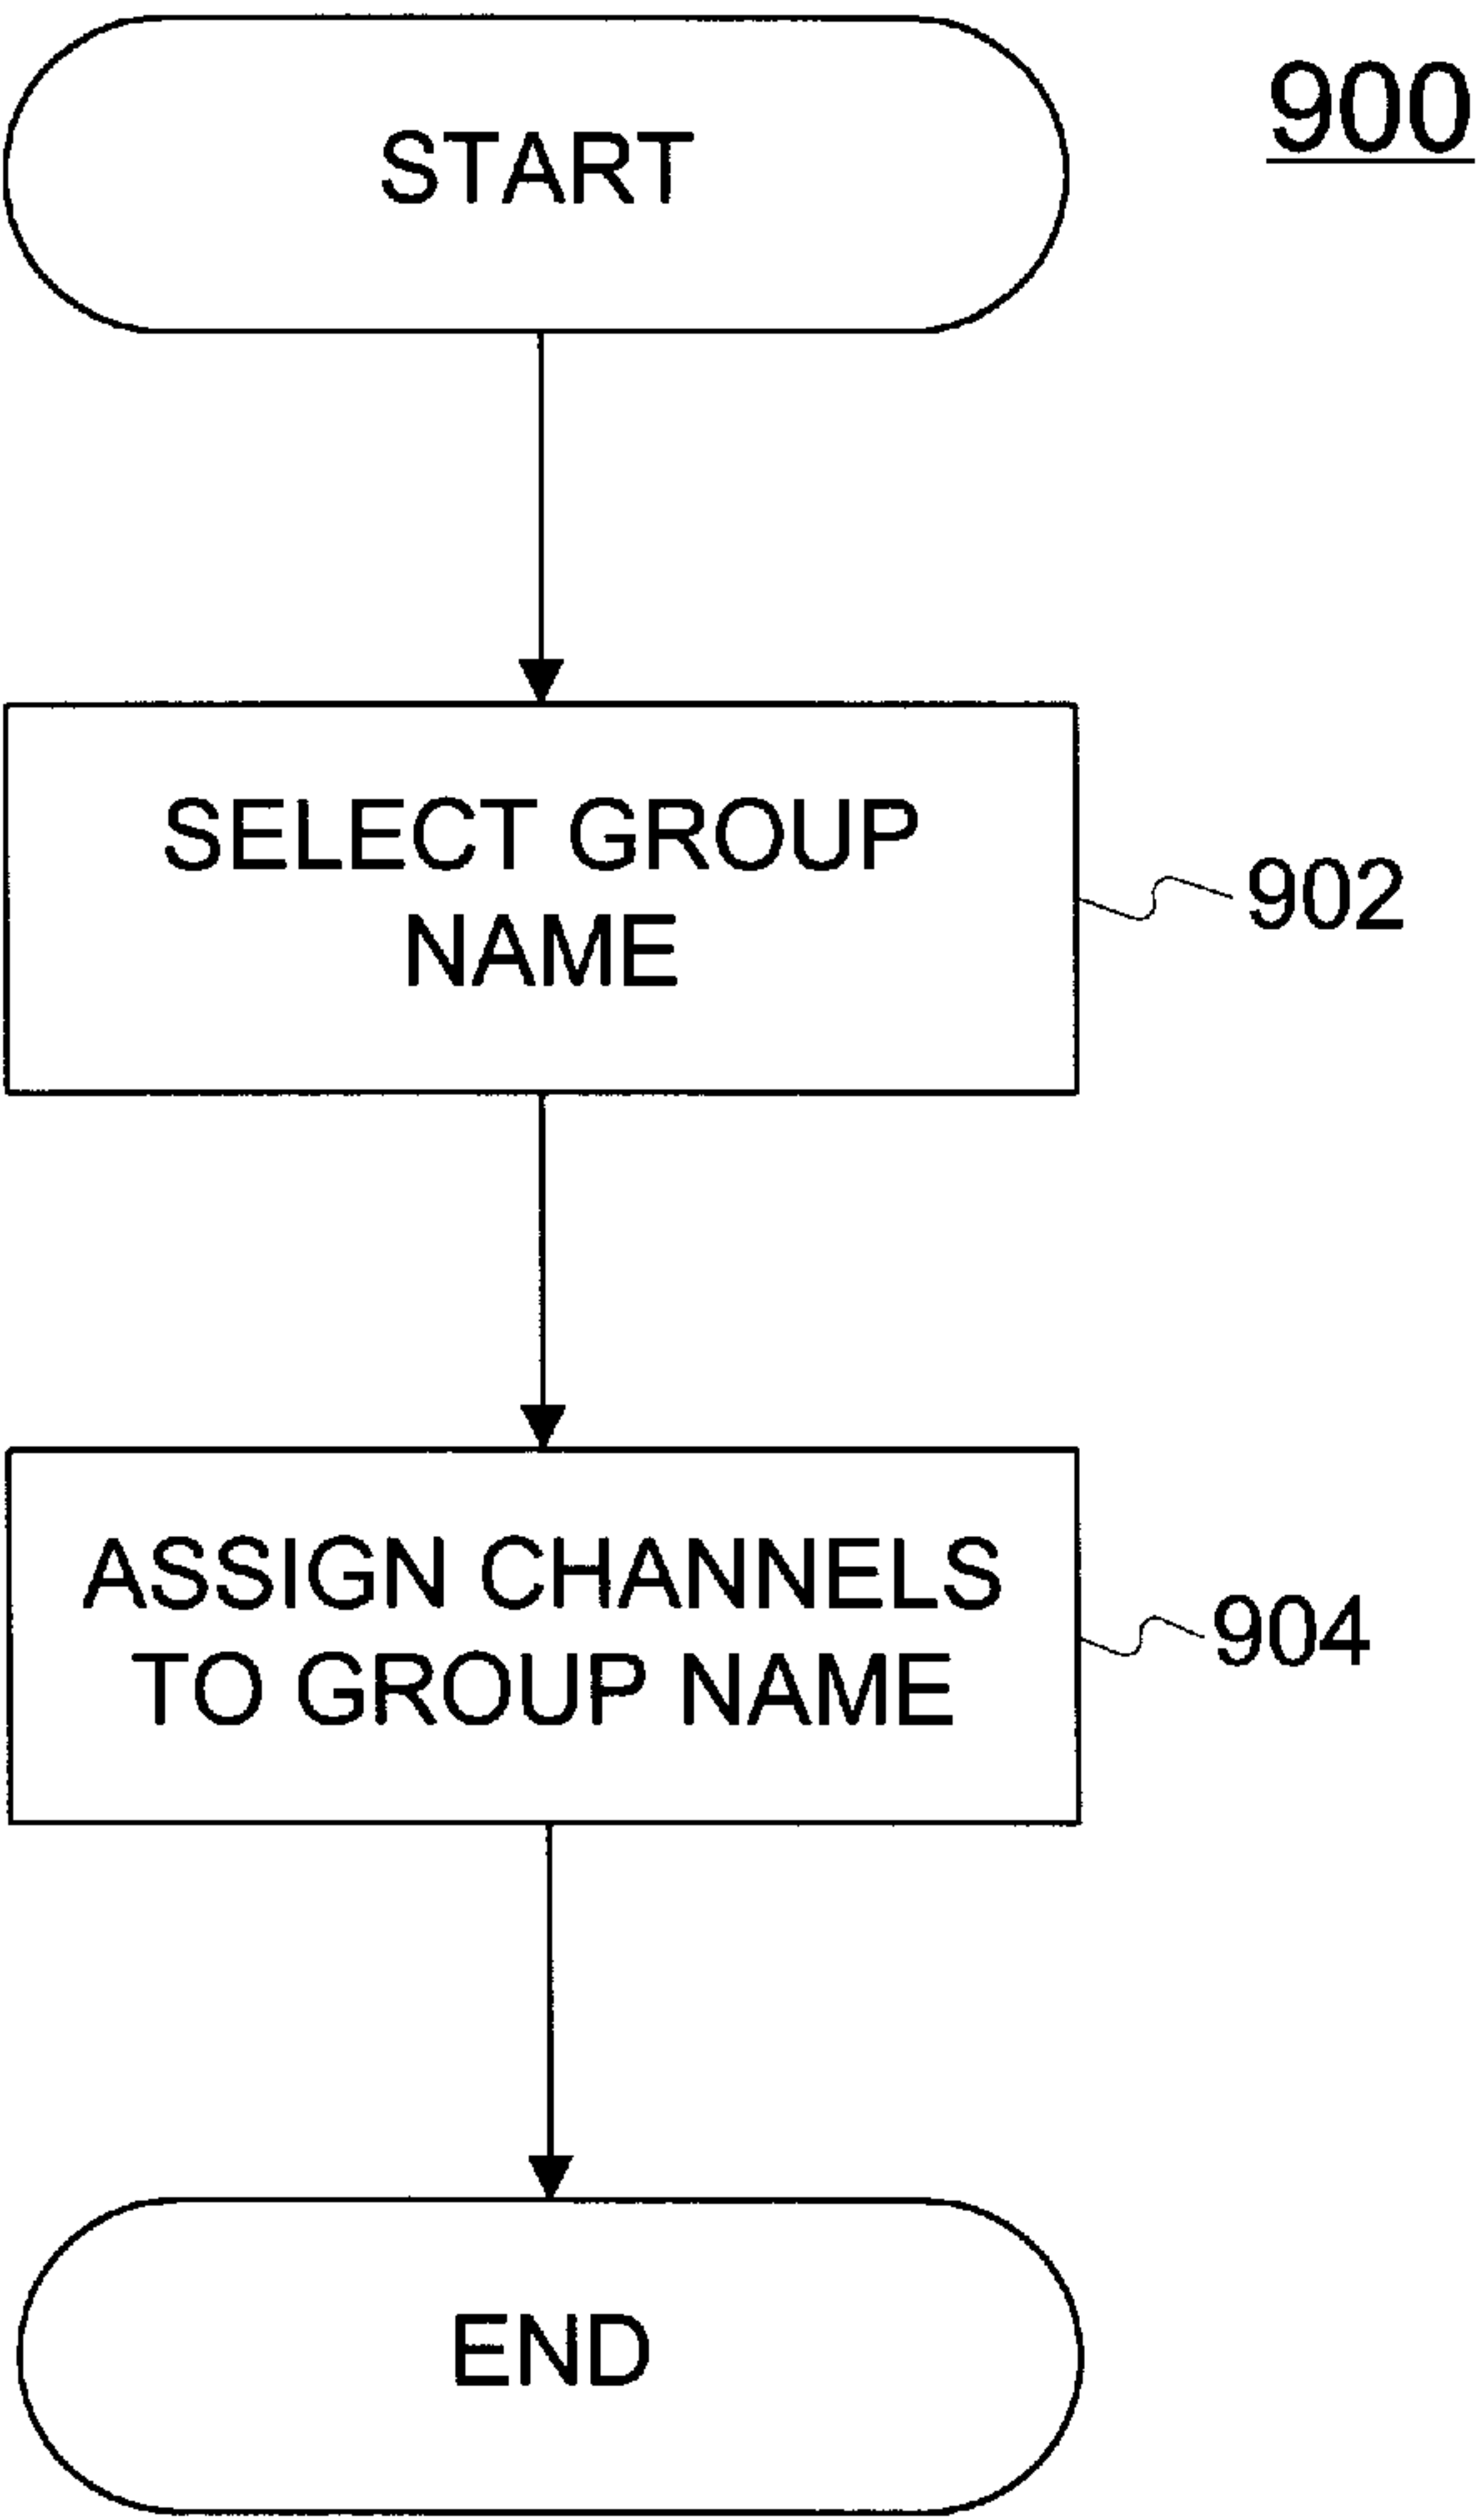 START
900
SELECT GROUP
NAME
902
ASSIGN CHANNELS
TO GROUP NAME
904
END